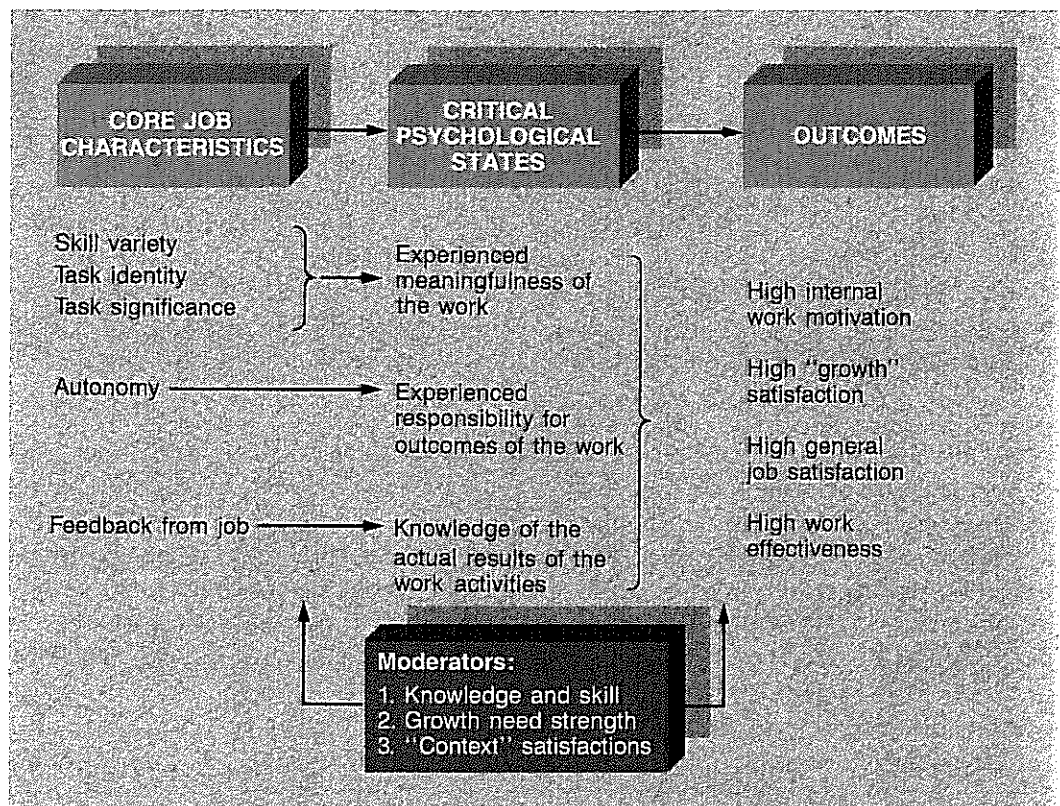 CORE JOB
CHARACTERISTICS
CRITICAL
PSYCHOLOGICAL
STATES
OUTCOMES
Skill variety
Task identity
Task significance
Experienced
meaningfulness of
the work
Autonomy
Experienced
responsibility for
outcomes of the work
Feedback from job
Knowledge of the
actual results of the
work activities
High internal
work motivation
High "growth"
satisfaction
High general
job satisfaction
High work
effectiveness
Moderators:
1. Knowledge and skill
2. Growth need strength
3. "Context" satisfactions